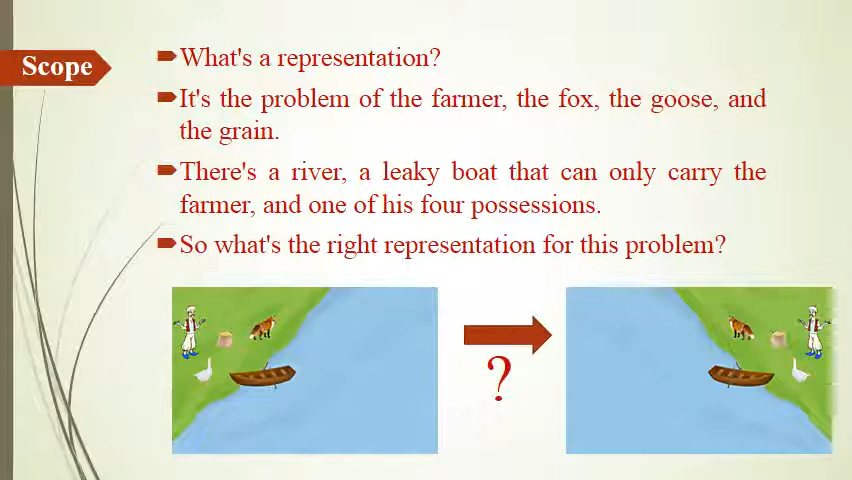 Scope
What's a representation?
It's the problem of the farmer, the fox, the goose, and
the grain.
There's a river, a leaky boat that can only carry the
farmer, and one of his four possessions.
So what's the right representation for this problem?
?